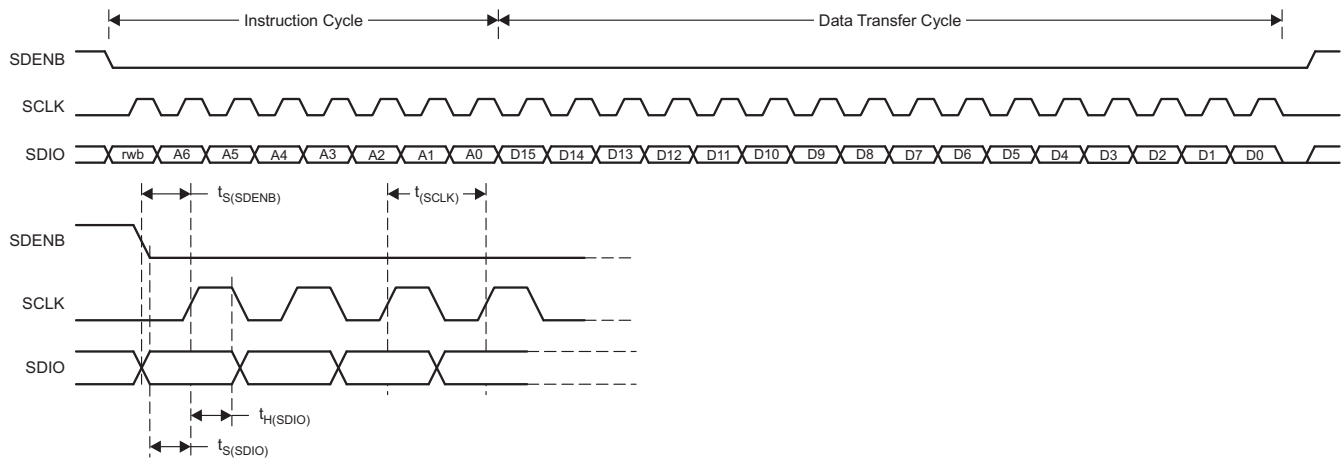 Instruction Cycle Data Transfer Cycle
SDENB
SCLK
SDIO rwb A6 A5 A4 A3 A2 A1 A0 D15 D14 D13 D12 D11 D10 D9 D8 D7 D6 D5 D4 D3 D2 D1 D0
tS(SDENB) t(SCLK)
SDENB
SCLK
SDIO
tH(SDIO)
tS(SDIO)